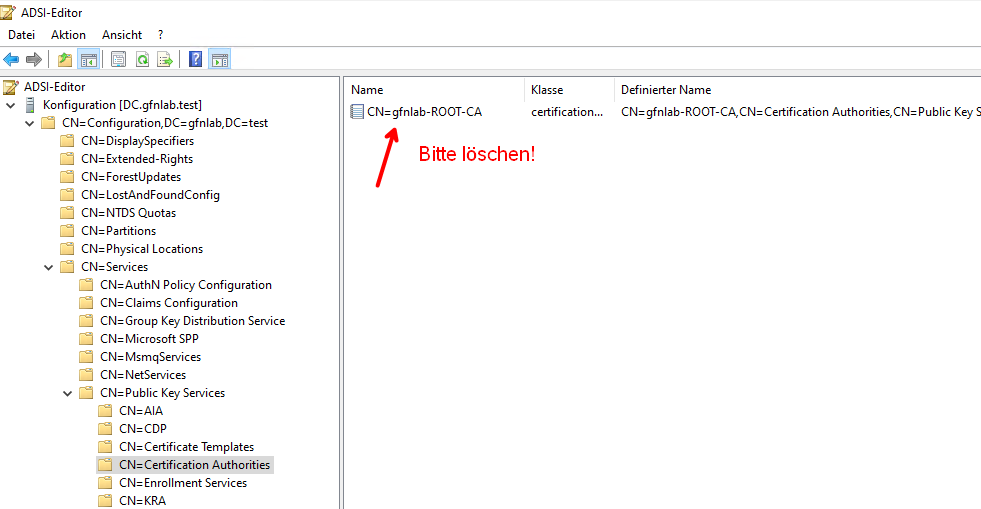 ADSI-Editor
Datei Aktion Ansicht ?
ADSI-Editor
Konfiguration [DC.gfnlab.test]
CN=Configuration,DC=gfnlab,DC=test
CN=DisplaySpecifiers
CN=Extended-Rights
CN=ForestUpdates
CN=LostAndFoundConfig
CN=NTDS Quotas
CN=Partitions
CN=Physical Locations
CN=Services
CN=AuthN Policy Configuration
CN=Claims Configuration
CN=Group Key Distribution Service
CN=Microsoft SPP
CN=MsmqServices
CN=NetServices
CN=Public Key Services
CN=AIA
CN=CDP
CN=Certificate Templates
CN=Certification Authorities
CN=Enrollment Services
CN=KRA
Name Klasse Definierter Name
CN=gfnlab-ROOT-CA certification... CN=gfnlab-ROOT-CA,CN=Certification Authorities,CN=Public Key S
Bitte löschen!